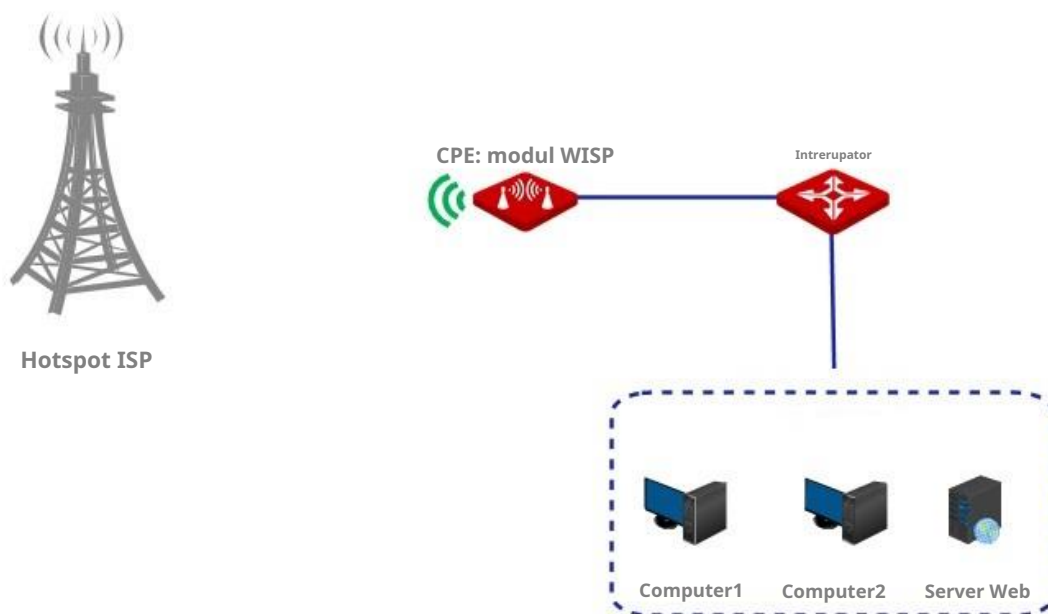 CPE: modul WISP
Intrerupator
Hotspot ISP
Computer1
Computer2
Server Web